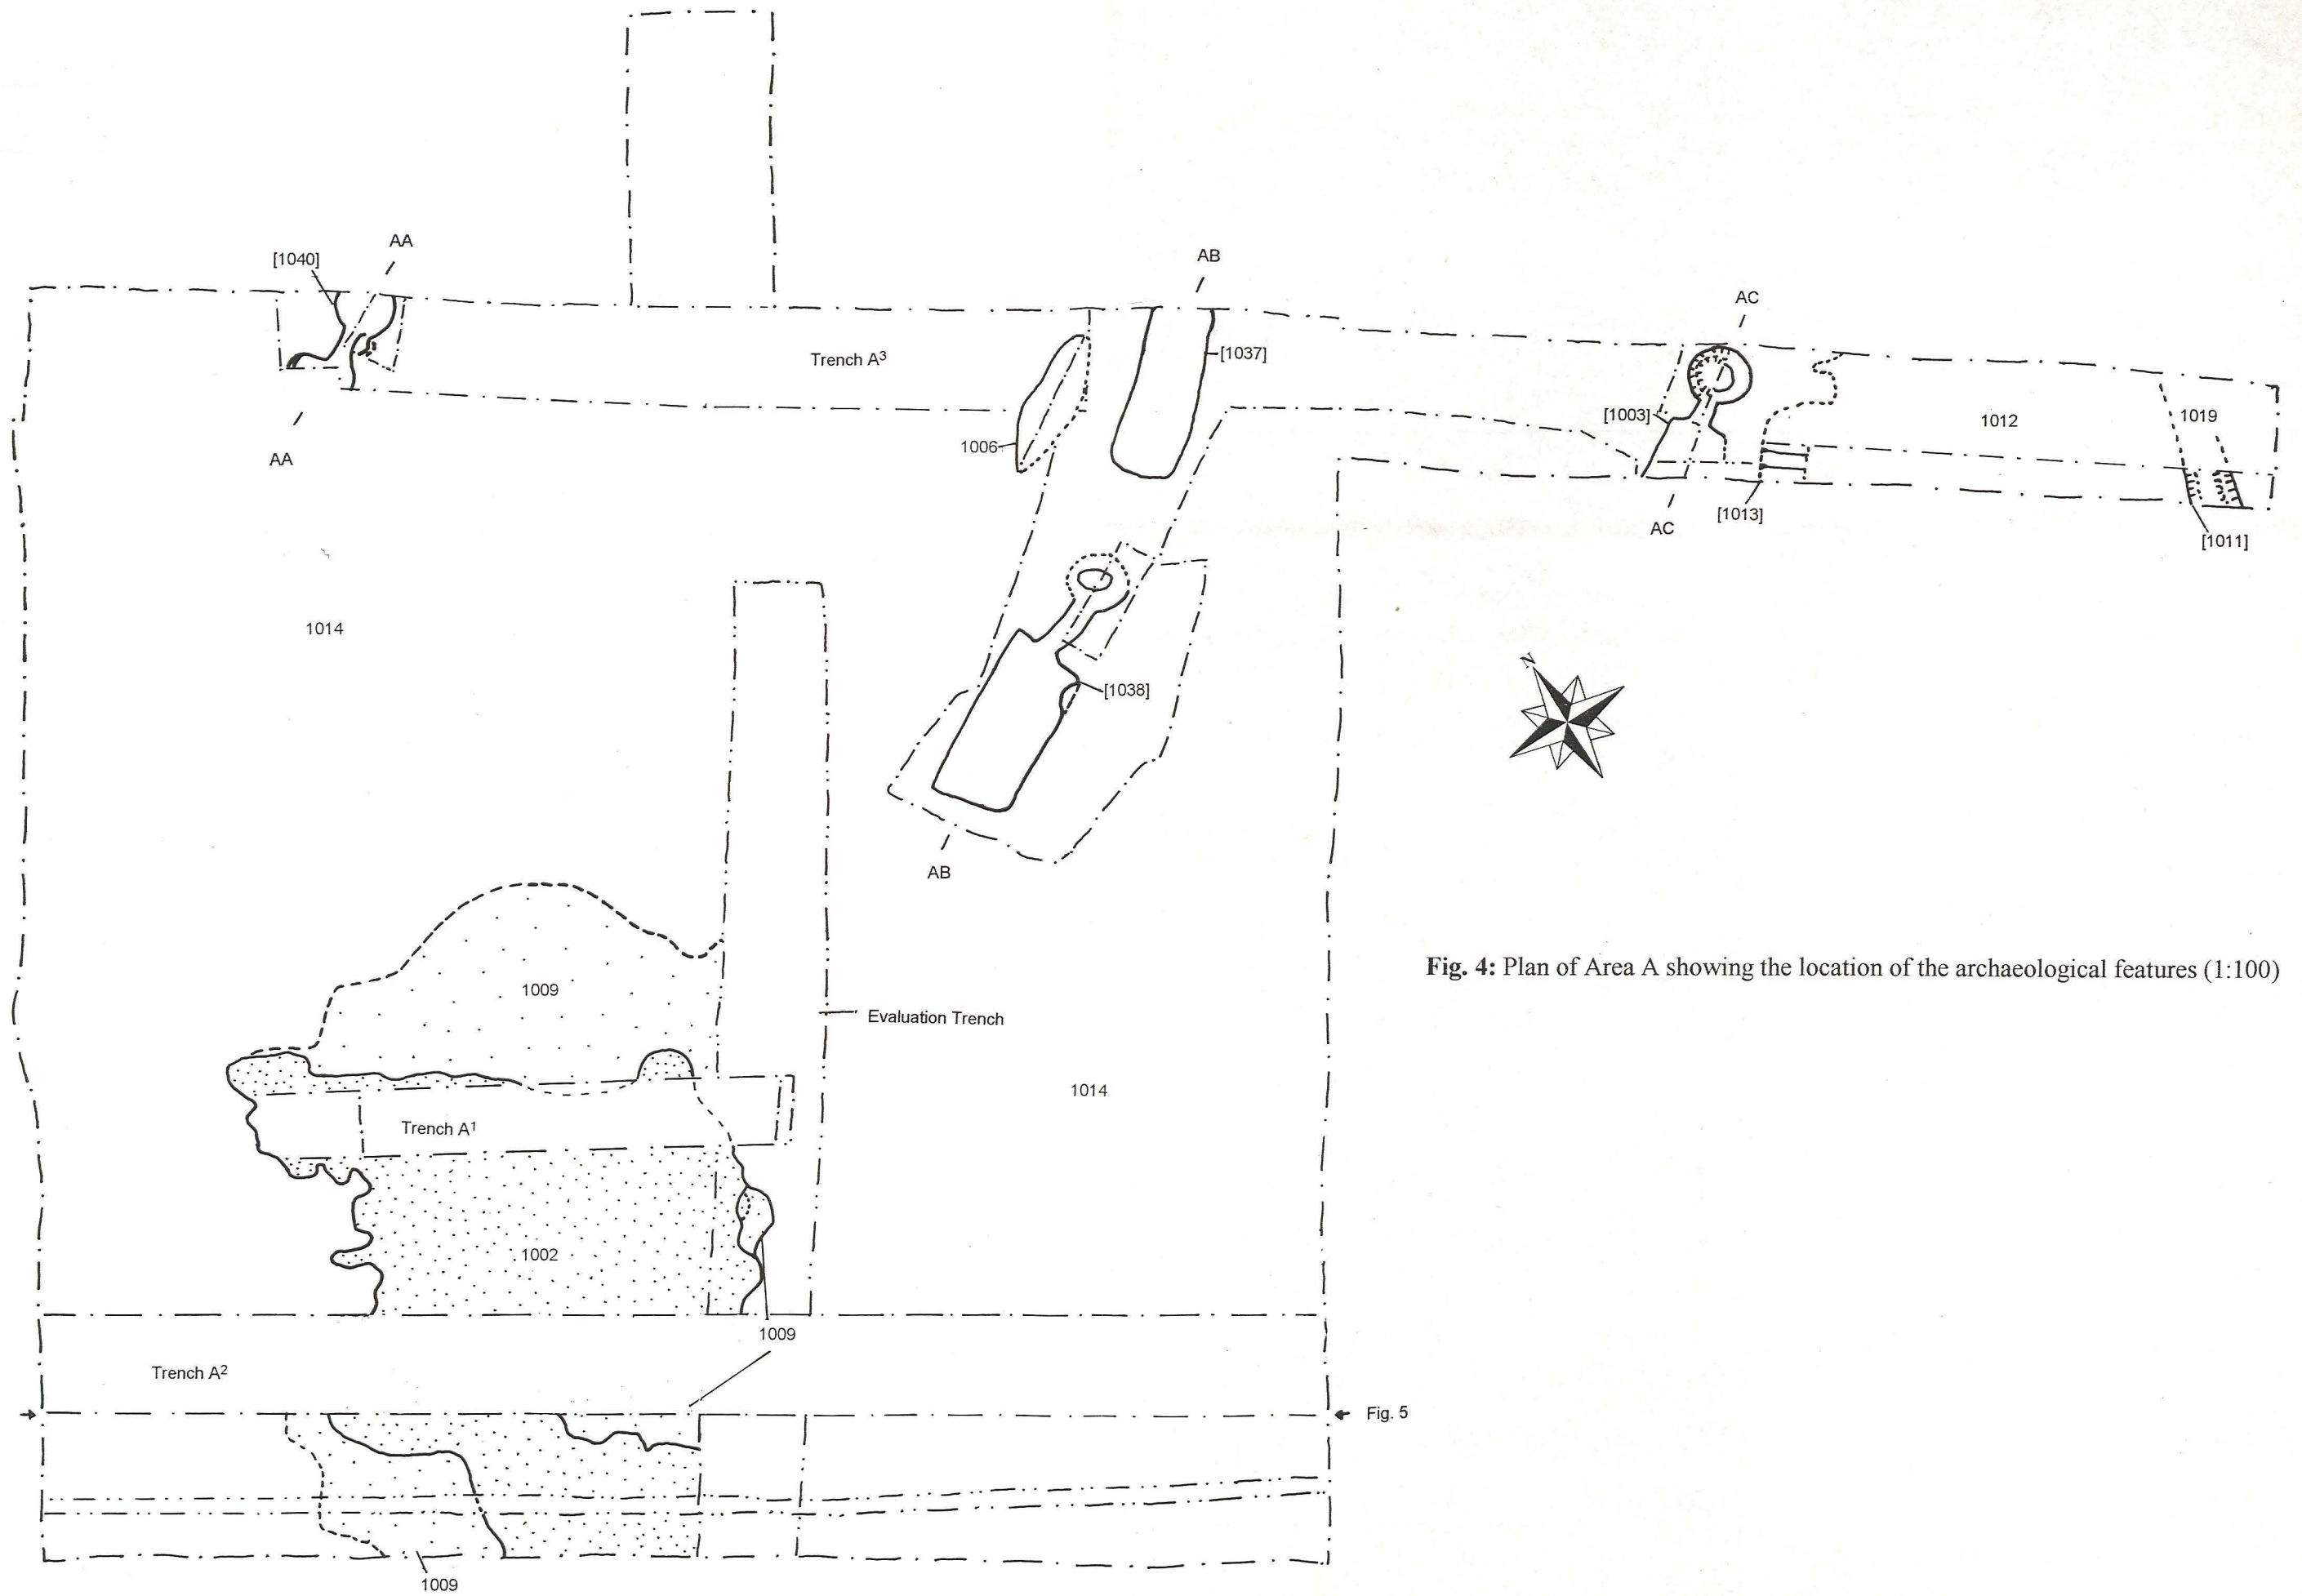 AA
[1040]
AB
AC
Trench A3
[1037]
[1003]
1012
1019
1006
AA
AC
[1013]
[1011]
1014
N
[1038]
AB
Fig. 4: Plan of Area A showing the location of the archaeological features (1:100)
1009
Evaluation Trench
1014
Trench A1
1002
1009
Trench A2
Fig. 5
1009